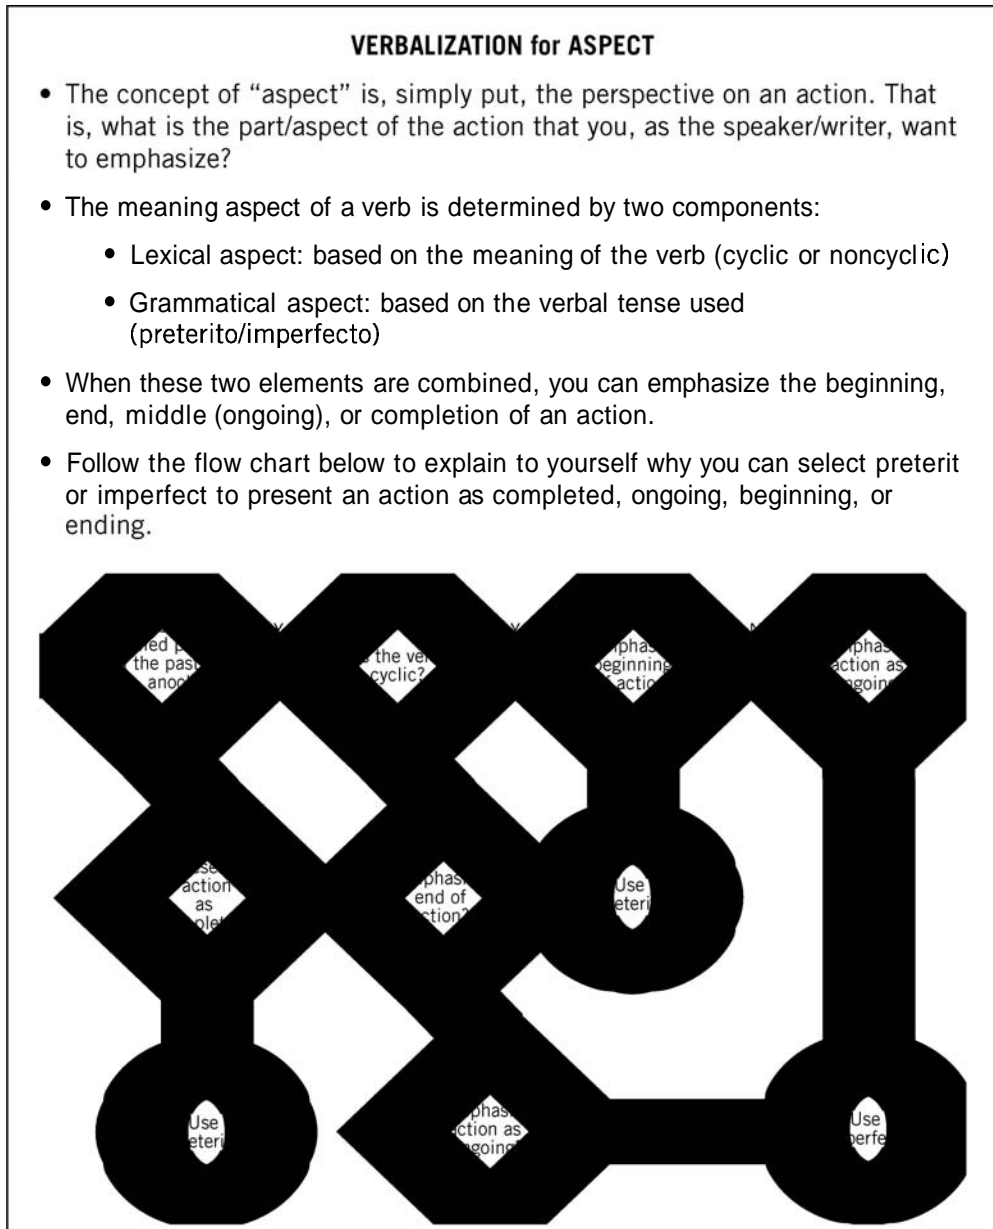 VERBALIZATION for ASPECT
• The concept of “aspect” is, simply put, the perspective on an action. That
is, what is the part/aspect of the action that you, as the speaker/writer, want
to emphasize?
• The meaning aspect of a verb is determined by two components:
• Lexical aspect: based on the meaning of the verb (cyclic or noncyclic)
• Grammatical aspect: based on the verbal tense used
(preterito/imperfecto)
• When these two elements are combined, you can emphasize the beginning,
end, middle (ongoing), or completion of an action.
• Follow the flow chart below to explain to yourself why you can select preterit
or imperfect to present an action as completed, ongoing, beginning, or
ending.
the past
the
cyclic?
beginning
action as
action
as
end of
Use
Use
action as
Use